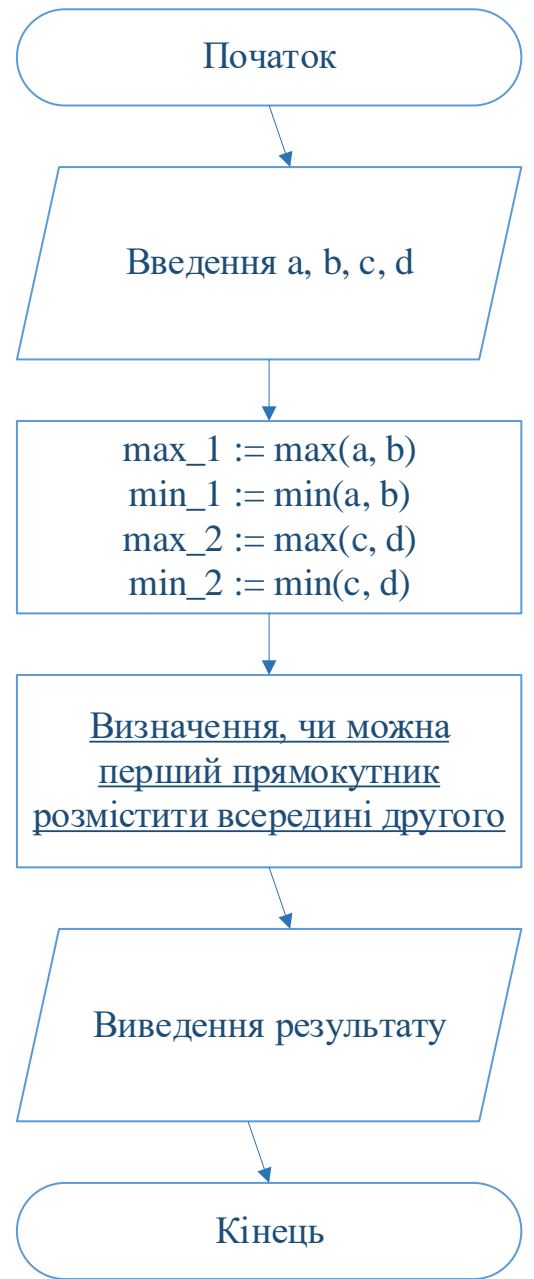 Початок
Введення a, b, c, d
max_1 := max(a, b)
min_1 := min(a, b)
max_2 := max(c, d)
min_2 := min(c, d)
Визначення, чи можна
перший прямокутник
розмістити всередині другого
Виведення результату
Кінець